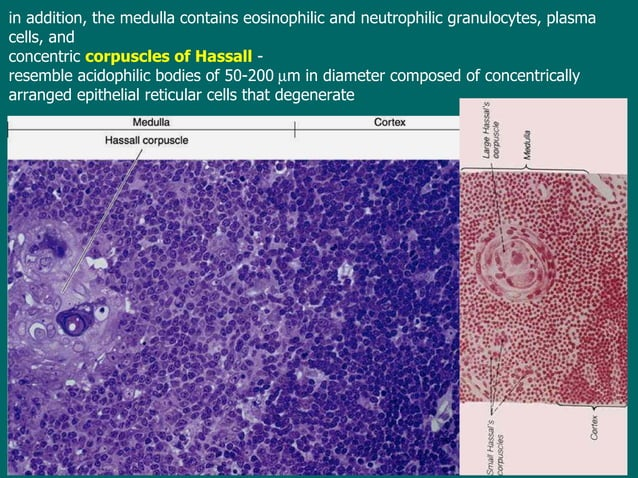 in addition, the medulla contains eosinophilic and neutrophilic granulocytes, plasma
cells, and
concentric corpuscles of Hassall -
resemble acidophilic bodies of 50-200 μm in diameter composed of concentrically
arranged epithelial reticular cells that degenerate
Medulla
Cortex
Hassall corpuscle
Large Hassal's
corpuscle
Medulla
Small Hassal's
corpuscles
Cortex